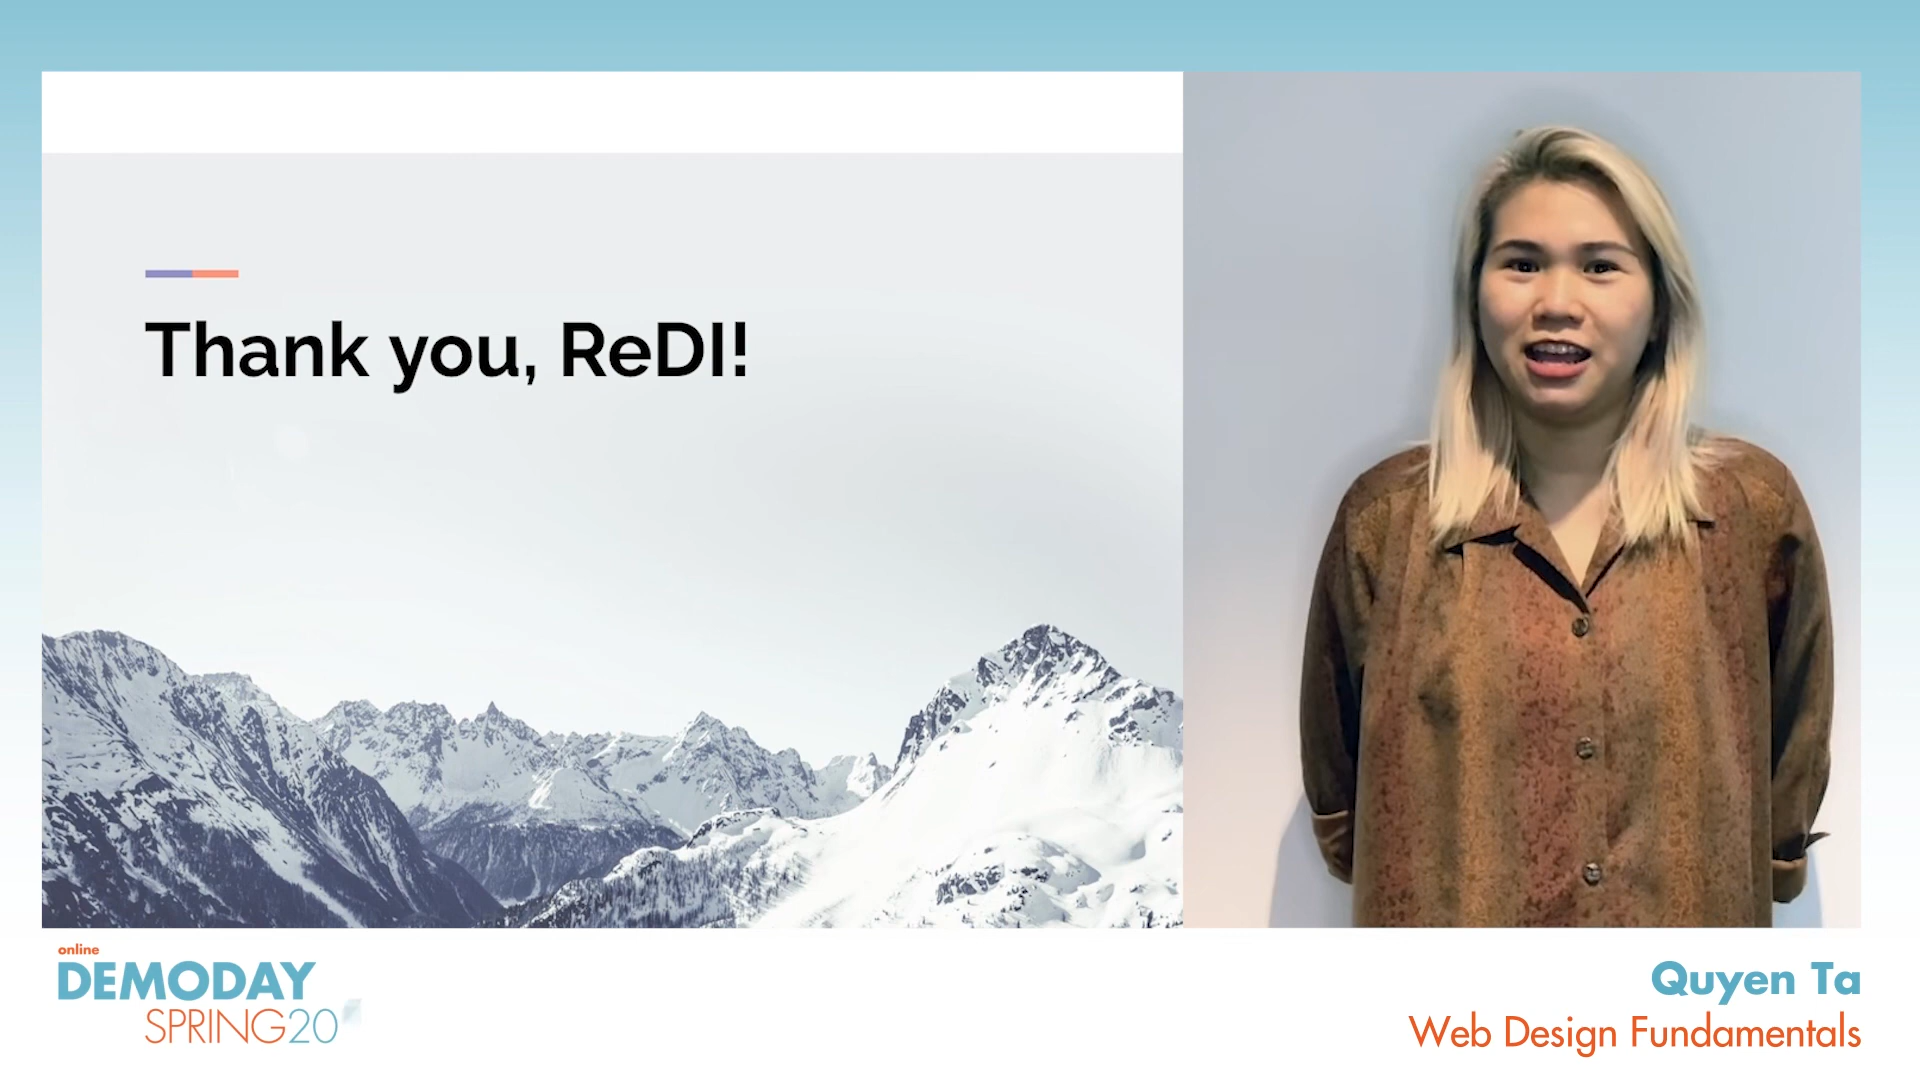 Thank you, ReDI!
online
DEMODAY
SPRING20
Quyen Ta
Web Design Fundamentals